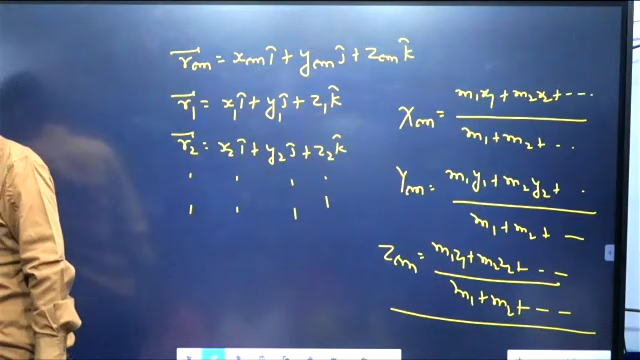 r⃗cm = xcm î + ycm ĵ + zcm k̂
r⃗1 = x1 î + y1 ĵ + z1 k̂
r⃗2 = x2 î + y2 ĵ + z2 k̂
Xcm = (m1x1 + m2x2 + - - -) / (m1 + m2 + - -)
Ycm = (m1y1 + m2y2 + -) / (m1 + m2 + -)
Zcm = (m1z1 + m2z2 + - -) / (m1 + m2 + - -)